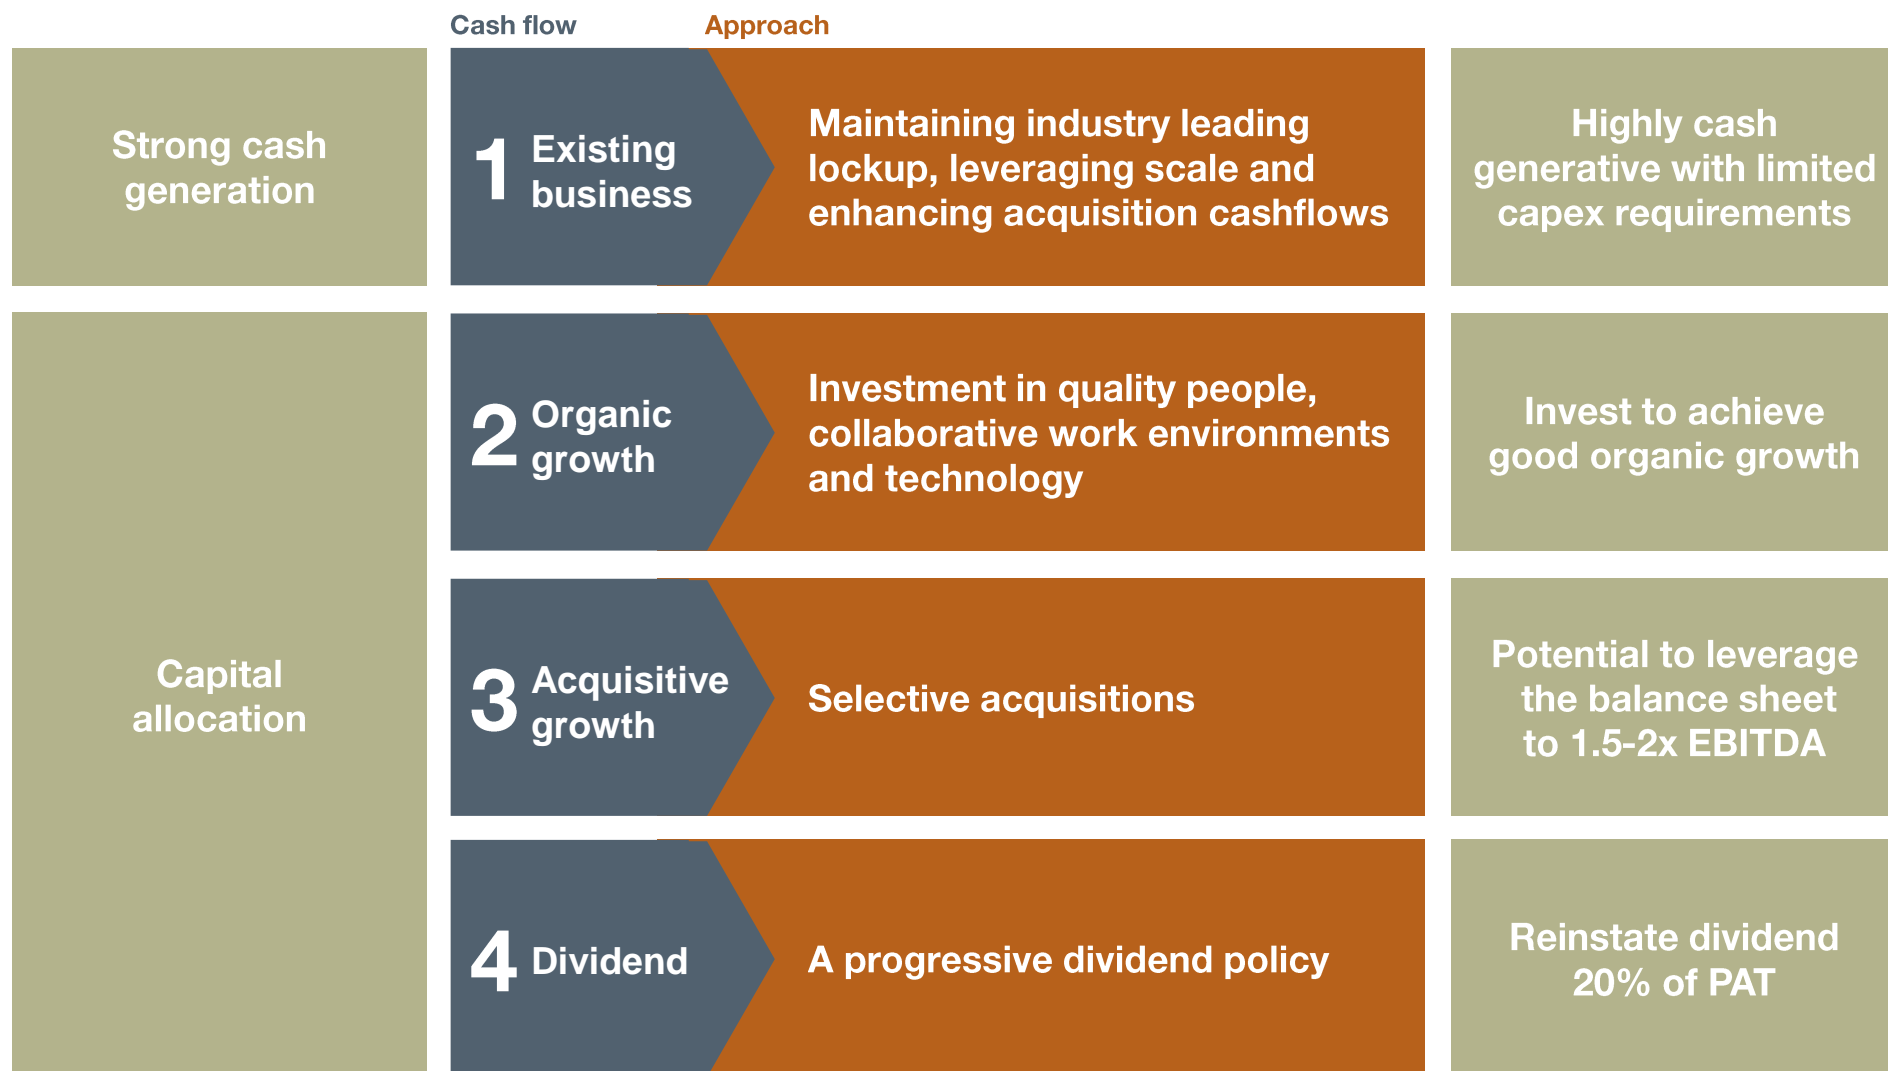 Cash flow
Approach
Strong cash
generation
1
Existing
business
Maintaining industry leading
lockup, leveraging scale and
enhancing acquisition cashflows
Highly cash
generative with limited
capex requirements
Capital
allocation
2
Organic
growth
Investment in quality people,
collaborative work environments
and technology
Invest to achieve
good organic growth
3
Acquisitive
growth
Selective acquisitions
Potential to leverage
the balance sheet
to 1.5-2x EBITDA
4
Dividend
A progressive dividend policy
Reinstate dividend
20% of PAT